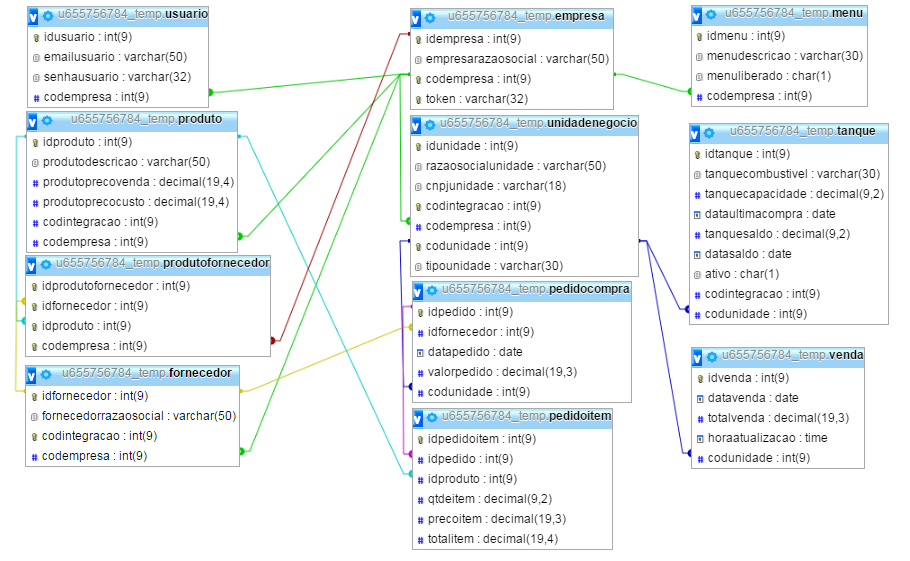 u655756784_temp.usuario
idusuario : int(9)
emailusuario : varchar(50)
senhausuario : varchar(32)
codempresa : int(9)
u655756784_temp.produto
idproduto : int(9)
produtodescricao : varchar(50)
produtoprecovenda : decimal(19,4)
produtoprecocusto : decimal(19,4)
codintegracao : int(9)
codempresa : int(9)
u655756784_temp.produtofornecedor
idprodutofornecedor : int(9)
idfornecedor : int(9)
idproduto : int(9)
codempresa : int(9)
u655756784_temp.fornecedor
idfornecedor : int(9)
fornecedorrazaosocial : varchar(50)
codintegracao : int(9)
codempresa : int(9)
u655756784_temp.empresa
idempresa : int(9)
empresarazaosocial : varchar(50)
codempresa : int(9)
token : varchar(32)
u655756784_temp.unidadenegocio
idunidade : int(9)
razaosocialunidade : varchar(50)
cnpjunidade : varchar(18)
codintegracao : int(9)
codempresa : int(9)
codunidade : int(9)
tipounidade : varchar(30)
u655756784_temp.pedidocompra
idpedido : int(9)
idfornecedor : int(9)
datapedido : date
valorpedido : decimal(19,3)
codunidade : int(9)
u655756784_temp.pedidoitem
idpedidoitem : int(9)
idpedido : int(9)
idproduto : int(9)
qtdeitem : decimal(9,2)
precoitem : decimal(19,3)
totalitem : decimal(19,4)
u655756784_temp.menu
idmenu : int(9)
menudescricao : varchar(30)
menuliberado : char(1)
codempresa : int(9)
u655756784_temp.tanque
idtanque : int(9)
tanquecombustivel : varchar(30)
tanquecapacidade : decimal(9,2)
dataultimacompra : date
tanquesaldo : decimal(9,2)
datasaldo : date
ativo : char(1)
codintegracao : int(9)
codunidade : int(9)
u655756784_temp.venda
idvenda : int(9)
datavenda : date
totalvenda : decimal(19,3)
horaatualizacao : time
codunidade : int(9)